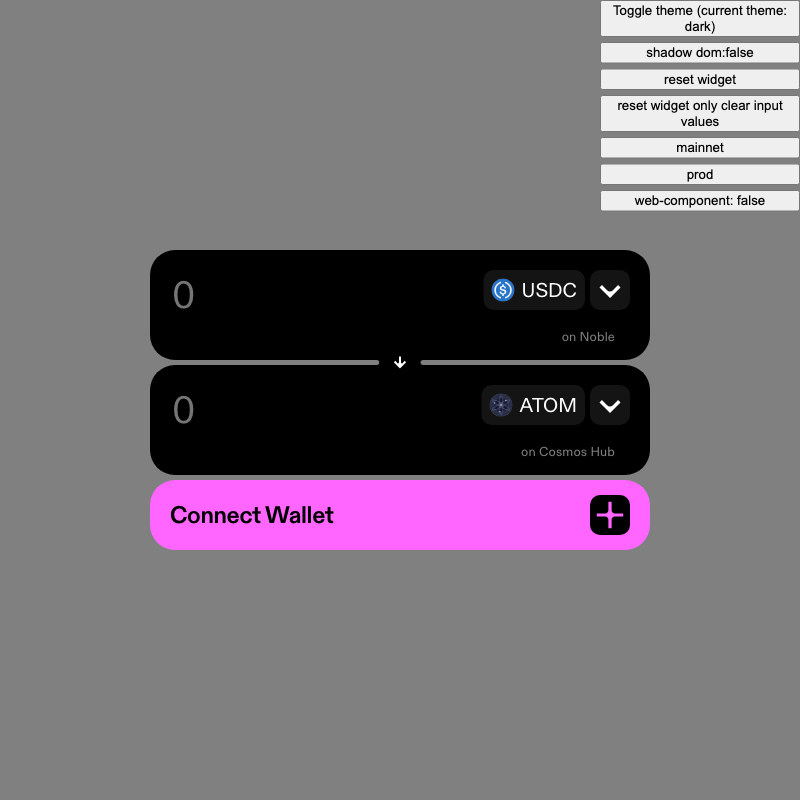 Toggle theme (current theme:
dark)
shadow dom:false
reset widget
reset widget only clear input
values
mainnet
prod
web-component: false
0
USDC
on Noble
0
ATOM
on Cosmos Hub
Connect Wallet